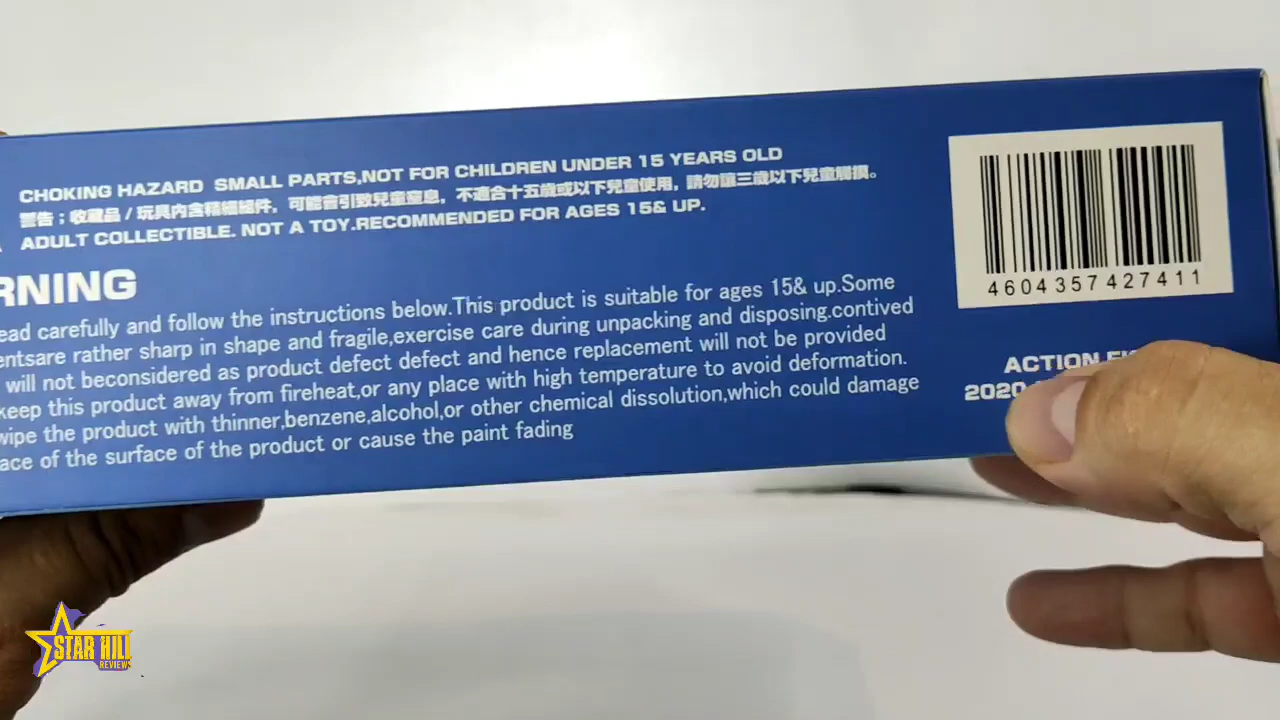 CHOKING HAZARD SMALL PARTS,NOT FOR CHILDREN UNDER 15 YEARS OLD
警告；收藏品/玩具內含精細組件，可能會引致兒童窒息，不適合十五歲或以下兒童使用，請勿讓三歲以下兒童觸摸。
ADULT COLLECTIBLE. NOT A TOY.RECOMMENDED FOR AGES 15& UP.
RNING
ead carefully and follow the instructions below.This product is suitable for ages 15& up.Some
entsare rather sharp in shape and fragile,exercise care during unpacking and disposing.contived
will not beconsidered as product defect defect and hence replacement will not be provided
keep this product away from fireheat,or any place with high temperature to avoid deformation.
wipe the product with thinner,benzene,alcohol,or other chemical dissolution,which could damage
ace of the surface of the product or cause the paint fading
4604357427411
ACTION
2020
STAR HILL
REVIEWS